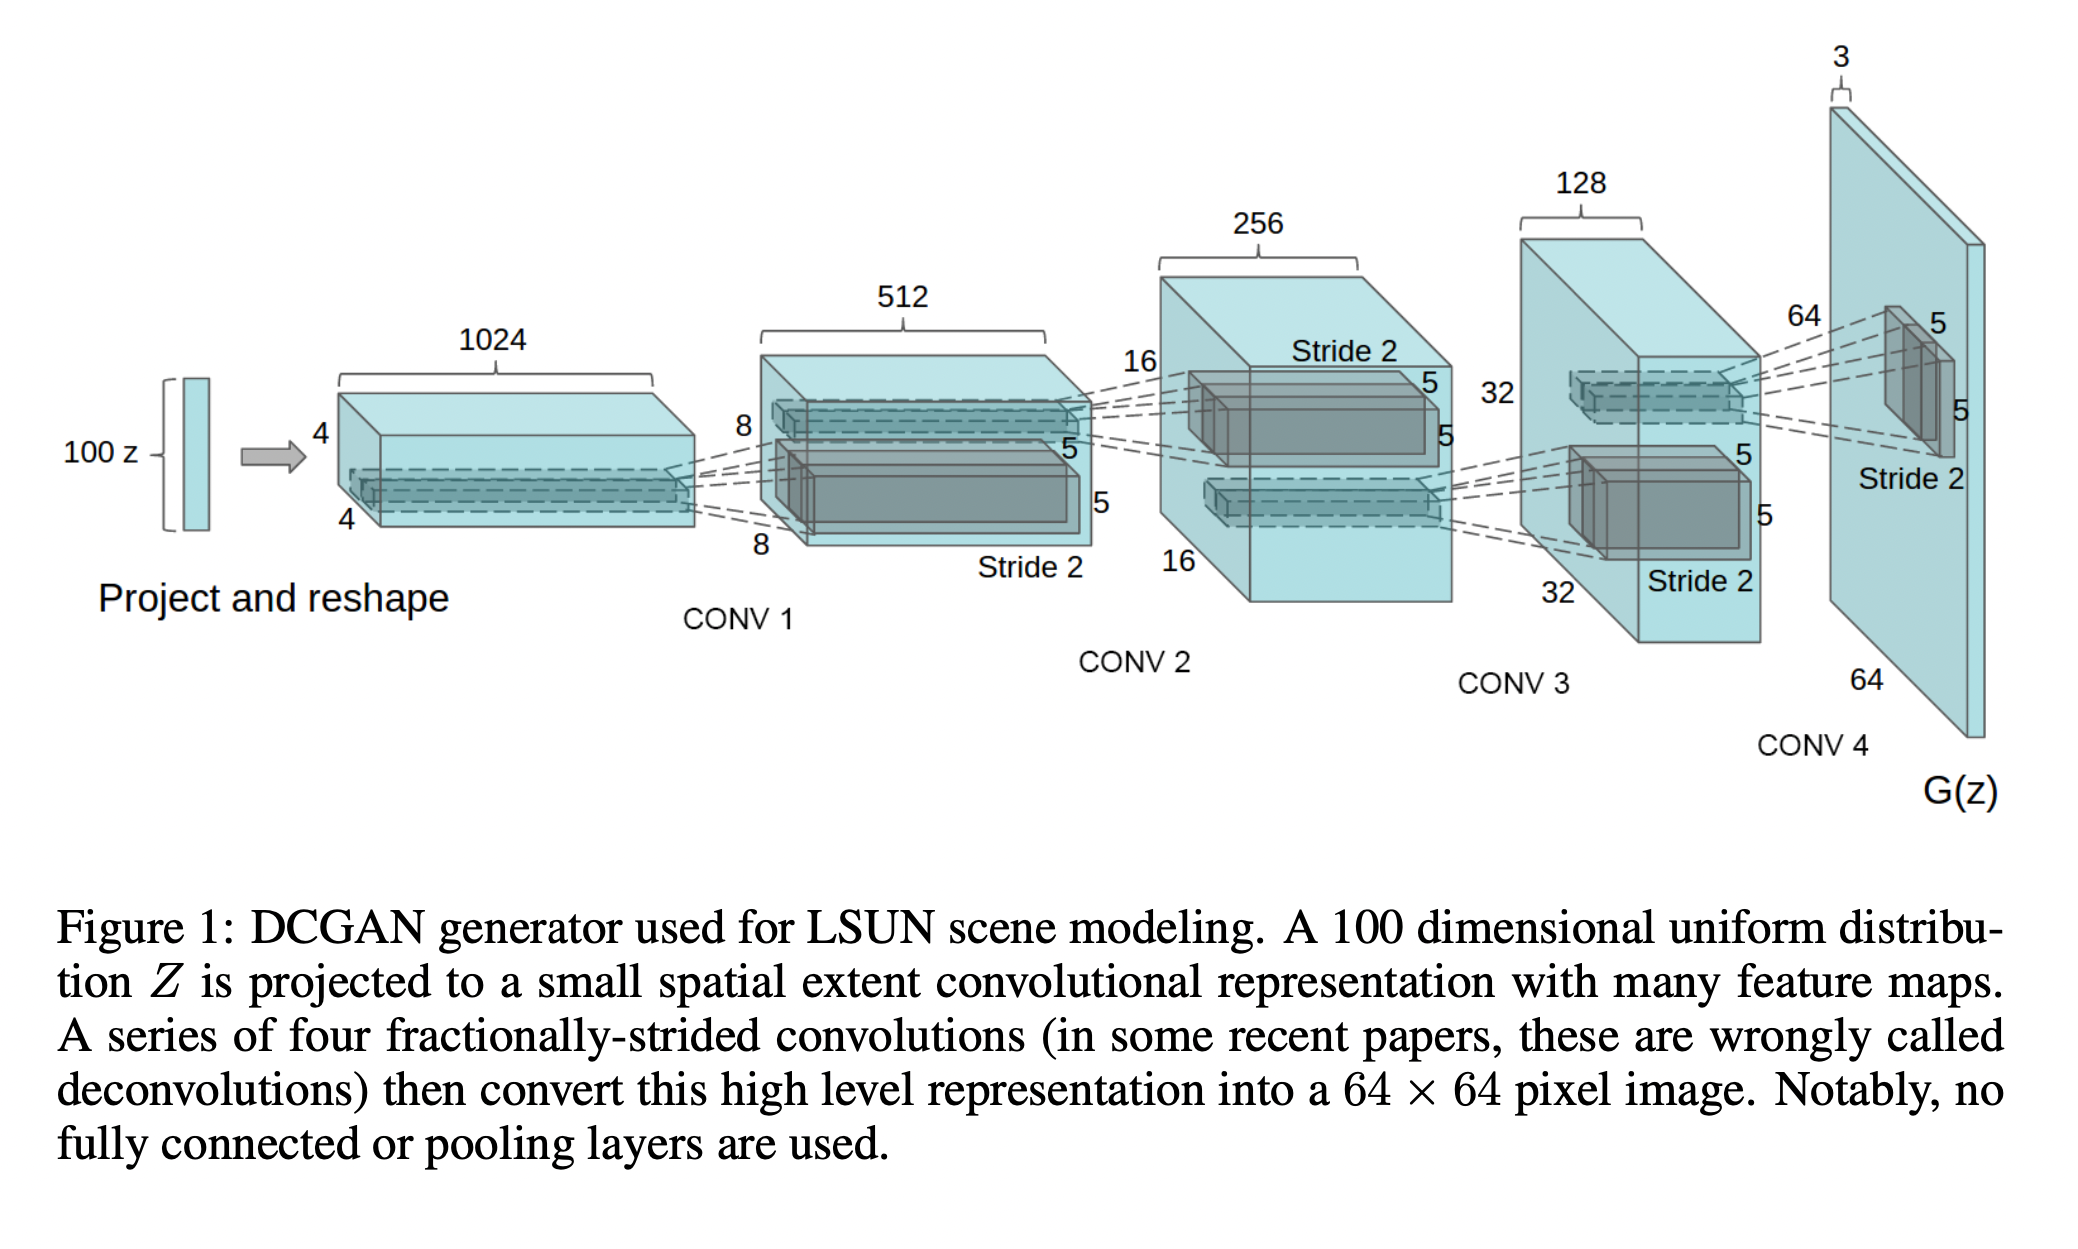 3
128
256
64
5
512
Stride 2
16
5
1024
32
5
8
5
5
5
4
100 z
Stride 2
5
5
4
8
16
32
Stride 2
Stride 2
Project and reshape
CONV 1
CONV 2
CONV 3
64
CONV 4
G(z)
Figure 1: DCGAN generator used for LSUN scene modeling. A 100 dimensional uniform distribu-
tion Z is projected to a small spatial extent convolutional representation with many feature maps.
A series of four fractionally-strided convolutions (in some recent papers, these are wrongly called
deconvolutions) then convert this high level representation into a 64 × 64 pixel image. Notably, no
fully connected or pooling layers are used.